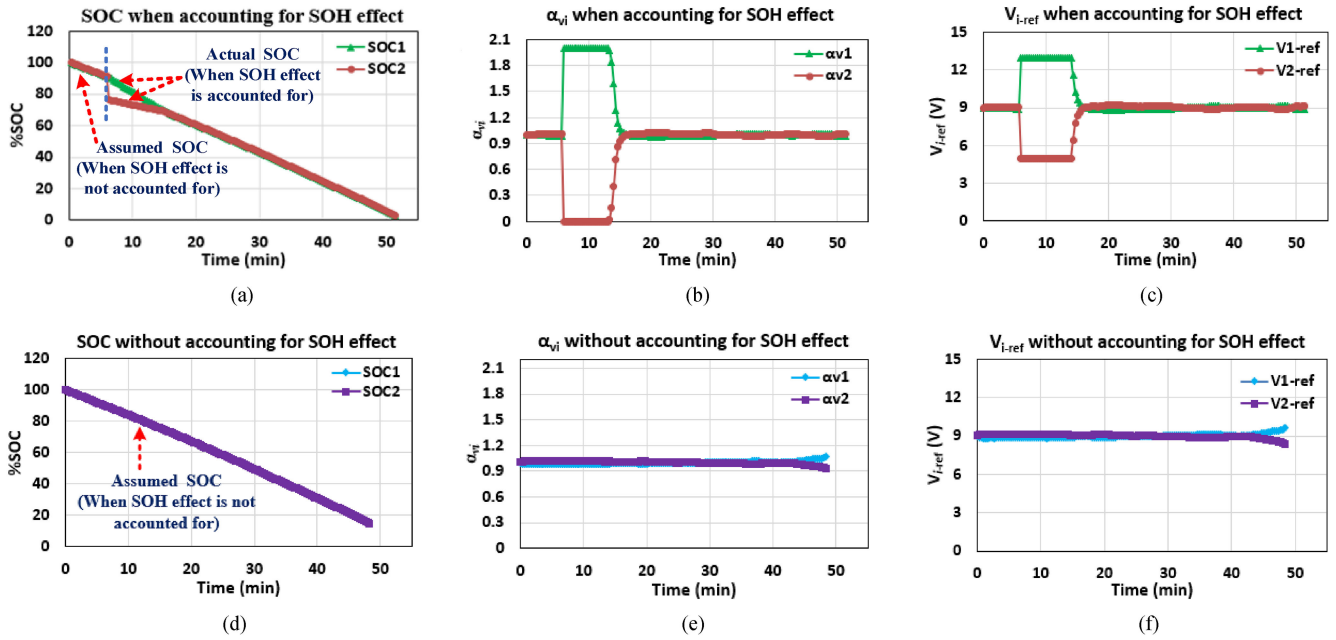 SOC when accounting for SOH effect
120
100
80
60
40
20
0
%SOC
SOC1
SOC2
Actual SOC
(When SOH effect
is accounted for)
Assumed SOC
(When SOH effect is
not accounted for)
0 10 20 30 40 50
Time (min)
(a)
αvi when accounting for SOH effect
2.1
1.8
1.5
1.2
0.9
0.6
0.3
0
αvi
αv1
αv2
0 10 20 30 40 50
Tme (min)
(b)
Vi-ref when accounting for SOH effect
15
12
9
6
3
0
Vi-ref (V)
V1-ref
V2-ref
0 10 20 30 40 50
Time (min)
(c)
SOC without accounting for SOH effect
120
100
80
60
40
20
0
%SOC
SOC1
SOC2
Assumed SOC
(When SOH effect is not
accounted for)
0 10 20 30 40 50
Time (min)
(d)
αvi without accounting for SOH effect
2.1
1.8
1.5
1.2
0.9
0.6
0.3
0
αvi
αv1
αv2
0 10 20 30 40 50
Time (min)
(e)
Vi-ref without accounting for SOH effect
15
12
9
6
3
0
Vi-ref (V)
V1-ref
V2-ref
0 10 20 30 40 50
Time (min)
(f)